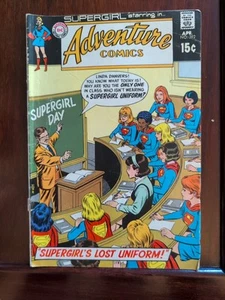 SUPERGIRL starring in...
DC
Adventure
COMICS
15¢
APR.
LINDA DANVERS!
YOU KNOW WHAT TODAY IS!
WHY ARE YOU THE ONLY ONE
IN CLASS WHO ISN'T WEARING
A SUPERGIRL UNIFORM?
SUPERGIRL
DAY
"SUPERGIRL'S LOST UNIFORM!"